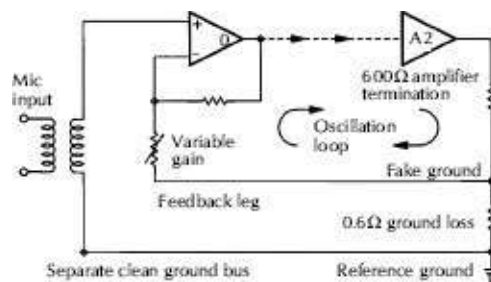 +
−
0
A2
Mic
input
600Ω amplifier
termination
Oscillation
loop
Variable
gain
Fake ground
Feedback leg
0.6Ω ground loss
Separate clean ground bus
Reference ground